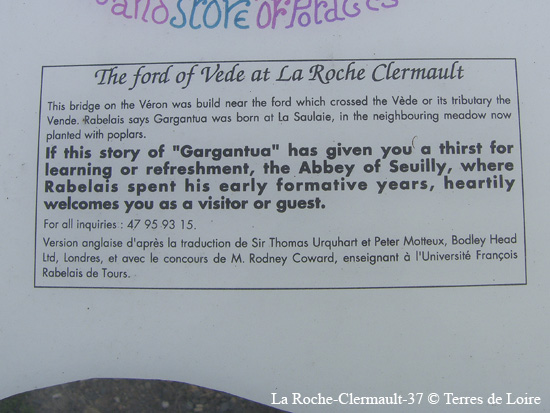 and Store of Potages
The ford of Vede at La Roche Clermault
This bridge on the Véron was build near the ford which crossed the Vède or its tributary the
Vende. Rabelais says Gargantua was born at La Saulaie, in the neighbouring meadow now
planted with poplars.
If this story of "Gargantua" has given you a thirst for
learning or refreshment, the Abbey of Seuilly, where
Rabelais spent his early formative years, heartily
welcomes you as a visitor or guest.
For all inquiries : 47 95 93 15.
Version anglaise d'après la traduction de Sir Thomas Urquhart et Peter Motteux, Bodley Head
Ltd, Londres, et avec le concours de M. Rodney Coward, enseignant à l'Université François
Rabelais de Tours.
La Roche-Clermault-37 © Terres de Loire